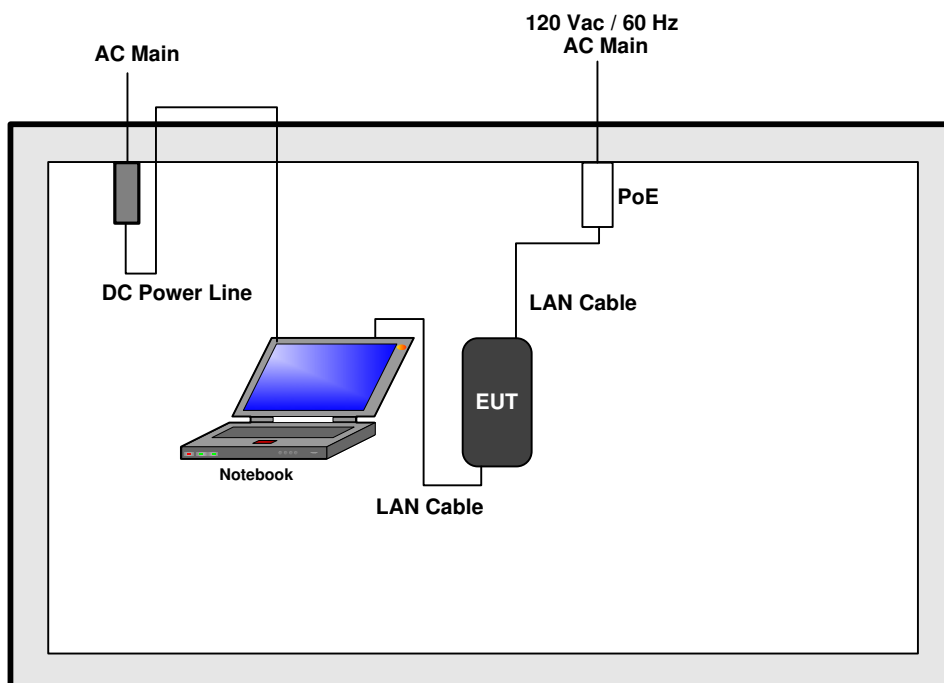 120 Vac / 60 Hz
AC Main
AC Main
PoE
DC Power Line
LAN Cable
EUT
Notebook
LAN Cable